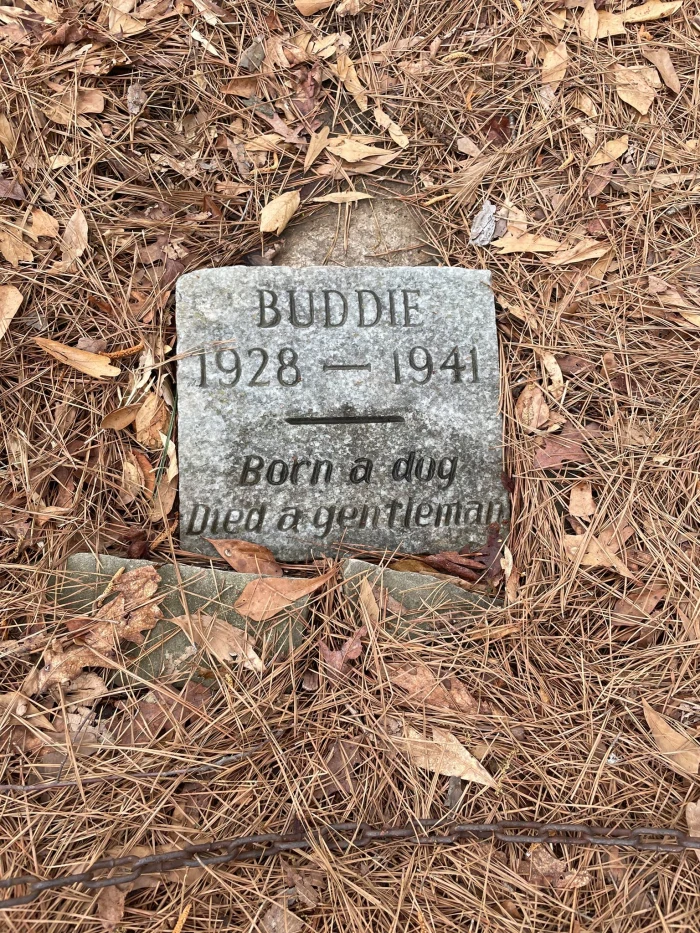 BUDDIE
1928 — 1941
Born a dog
Died a gentleman